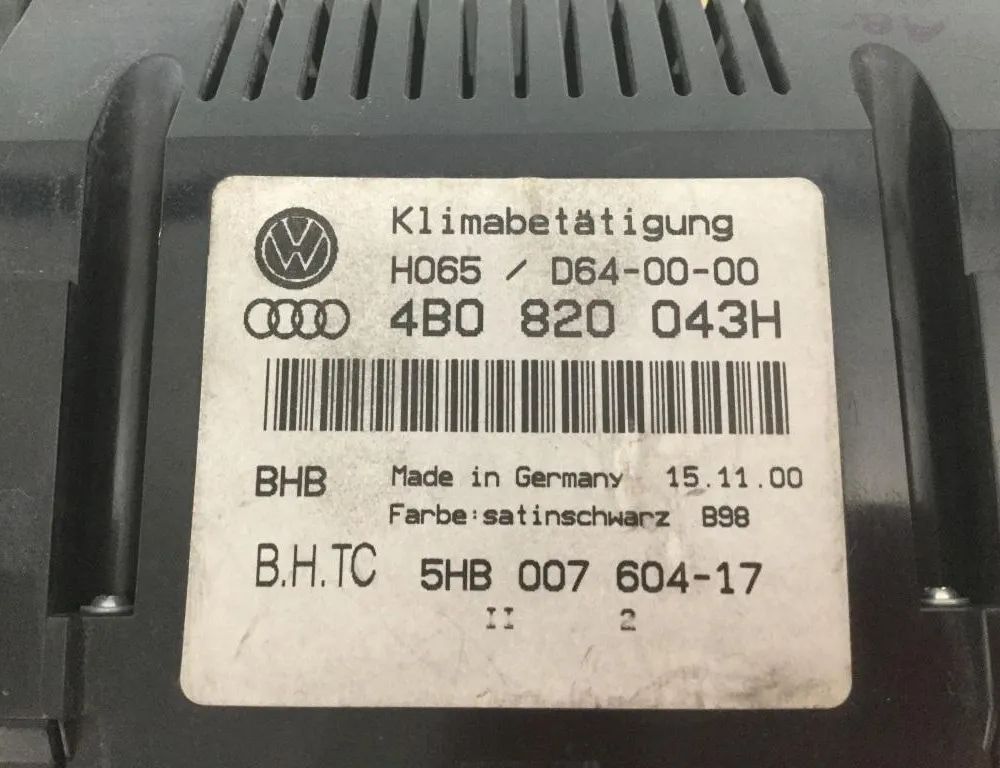 Klimabetätigung
H065 / D64-00-00
4B0 820 043H
BHB Made in Germany 15.11.00
Farbe:satinschwarz B98
B.H.TC 5HB 007 604-17
II 2